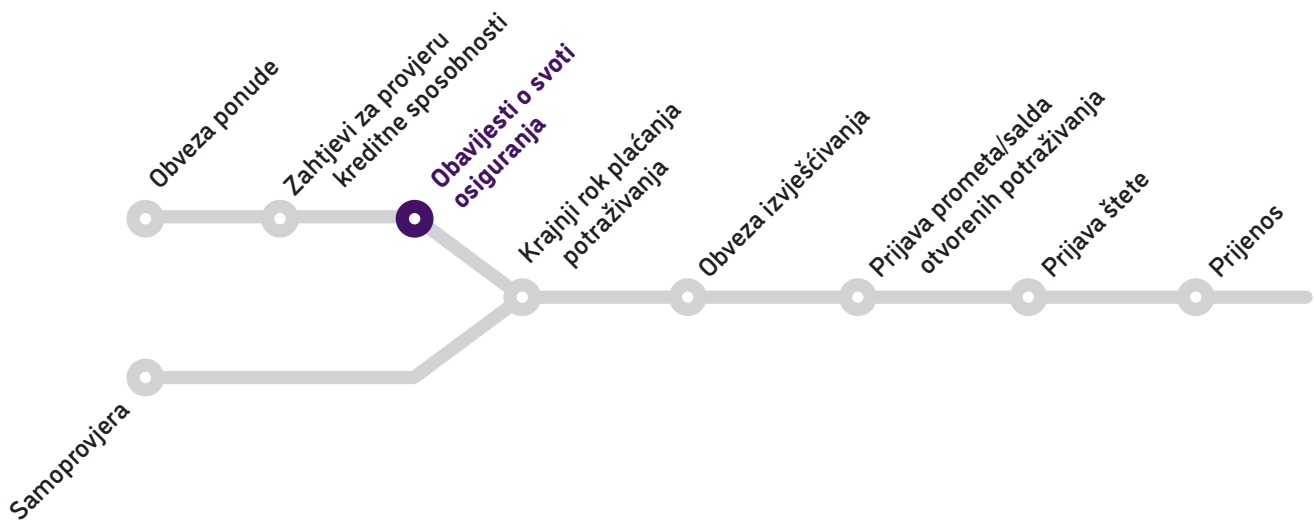 Obveza ponude
Zahtjevi za provjeru
kreditne sposobnosti
Obavijesti o svoti
osiguranja
Krajnji rok plaćanja
potraživanja
Obveza izvješćivanja
Prijava prometa/salda
otvorenih potraživanja
Prijava štete
Prijenos
Samoprovjera